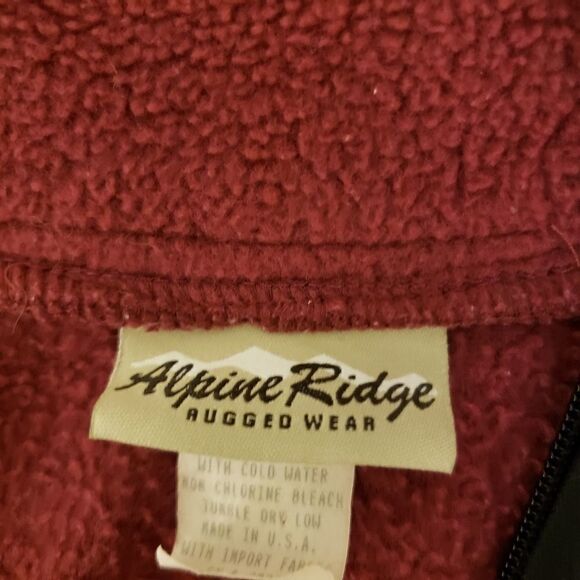 Alpine Ridge
RUGGED WEAR
WITH COLD WATER
NON CHLORINE BLEACH
TUMBLE DRY LOW
MADE IN U.S.A.
WITH IMPORT